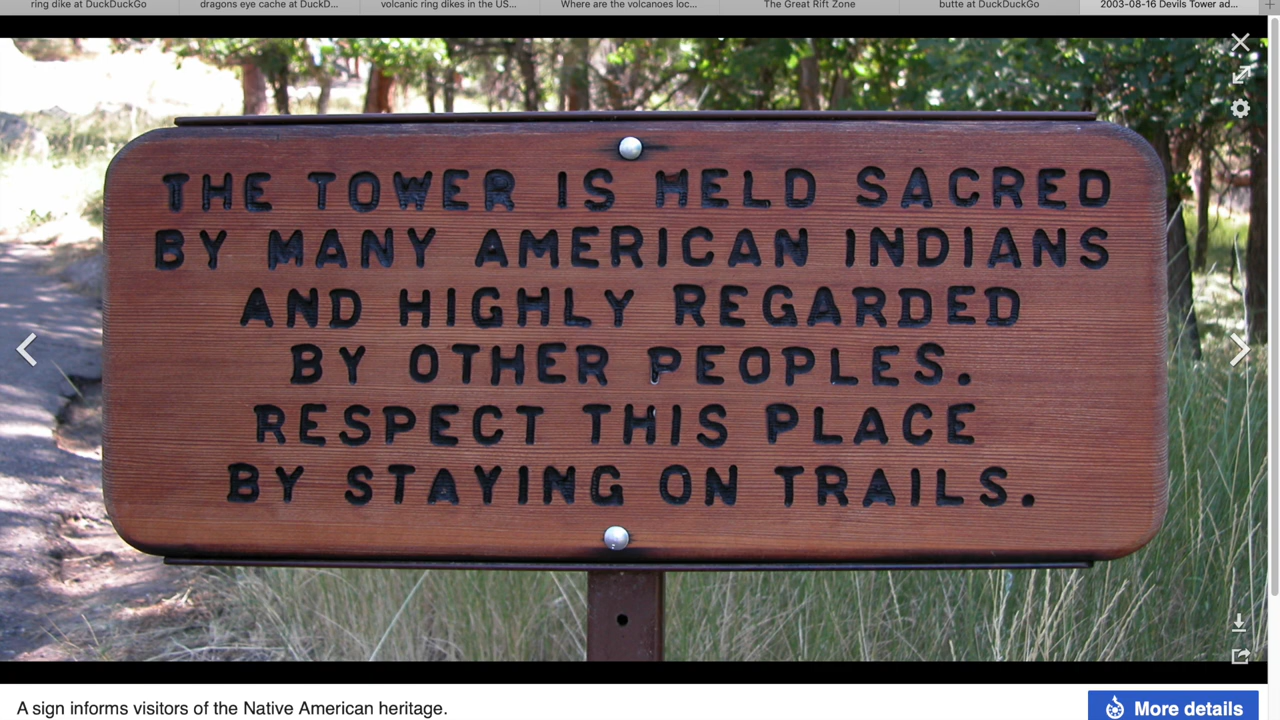 ring dike at DuckDuckGo
dragons eye cache at DuckD...
volcanic ring dikes in the US...
Where are the volcanoes loc...
The Great Rift Zone
butte at DuckDuckGo
2003-08-16 Devils Tower ad...
THE TOWER IS HELD SACRED
BY MANY AMERICAN INDIANS
AND HIGHLY REGARDED
BY OTHER PEOPLES.
RESPECT THIS PLACE
BY STAYING ON TRAILS.
A sign informs visitors of the Native American heritage.
More details